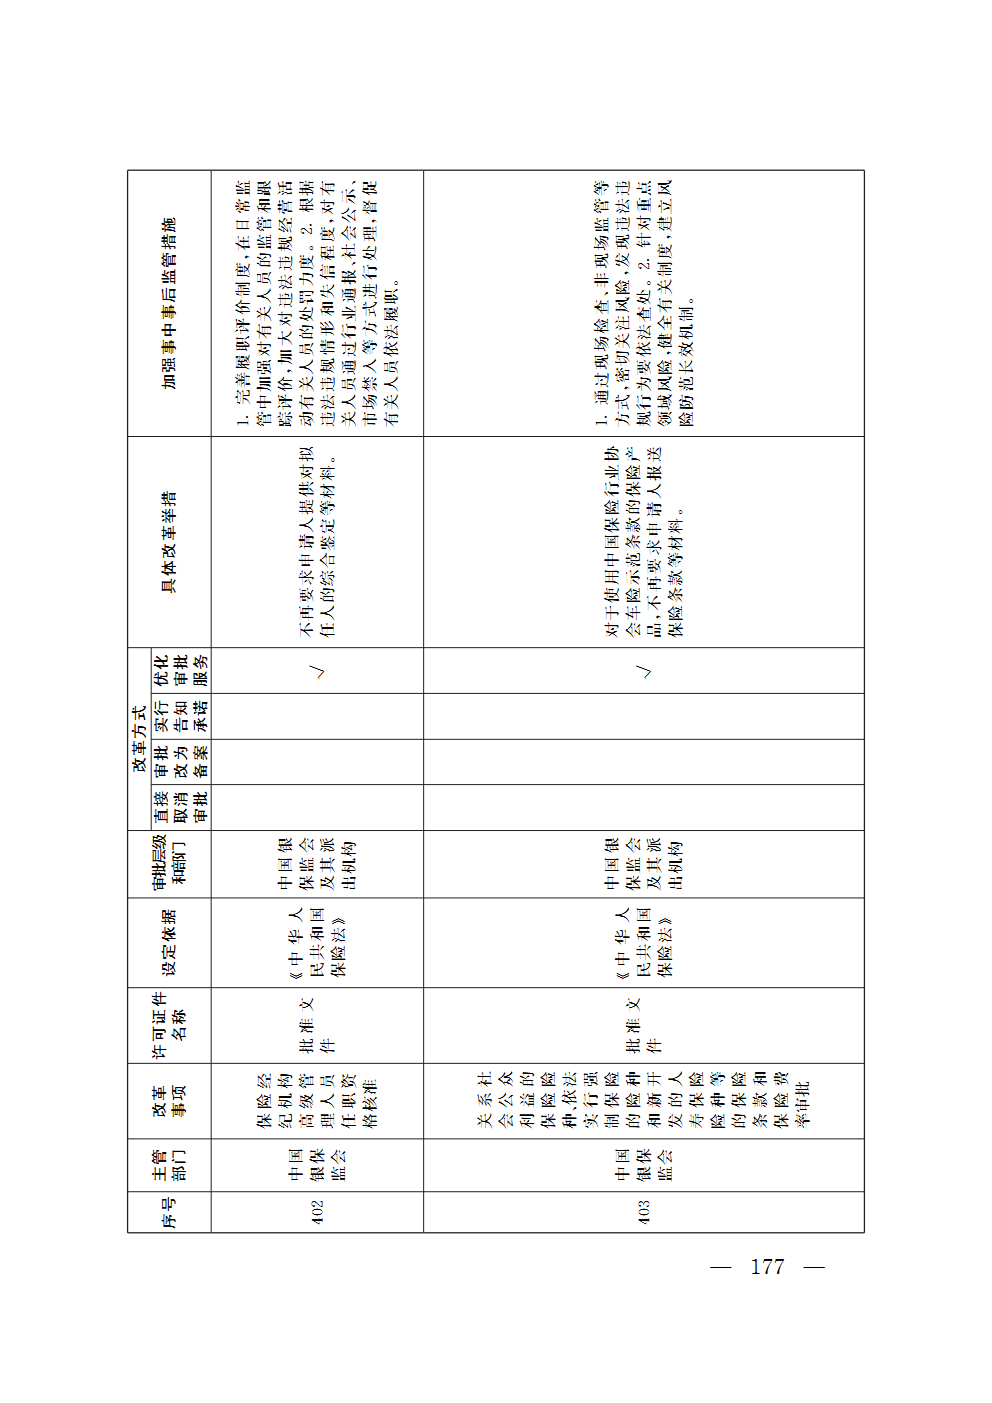 序号
主管
部门
改革
事项
许可证件
名称
设定依据
审批层级
和部门
改革方式
直接
取消
审批
审批
改为
备案
实行
告知
承诺
优化
审批
服务
具体改革举措
加强事中事后监管措施
402
中国
银保
监会
保险经
纪机构
高级管
理人员
任职资
格核准
批准文
件
《中华人
民共和国
保险法》
中国银
保监会
及其派
出机构
√
不再要求申请人提供对拟
任人的综合鉴定等材料。
1. 完善履职评价制度,在日常监
管中加强对有关人员的监管和跟
踪评价,加大对违法违规经营活
动有关人员的处罚力度。2. 根据
违法违规情形和失信程度,对有
关人员通过行业通报、社会公示、
市场禁入等方式进行处理,督促
有关人员依法履职。
403
中国
银保
监会
关系社
会公众
利益的
保险险
种、依法
实行强
制保险
的险种
和新开
发的人
寿保险
险种等
的保险
条款和
保险费
率审批
批准文
件
《中华人
民共和国
保险法》
中国银
保监会
及其派
出机构
√
对于使用中国保险行业协
会车险示范条款的保险产
品,不再要求申请人报送
保险条款等材料。
1. 通过现场检查、非现场监管等
方式,密切关注风险,发现违法违
规行为要依法查处。2. 针对重点
领域风险,健全有关制度,建立风
险防范长效机制。
— 177 —